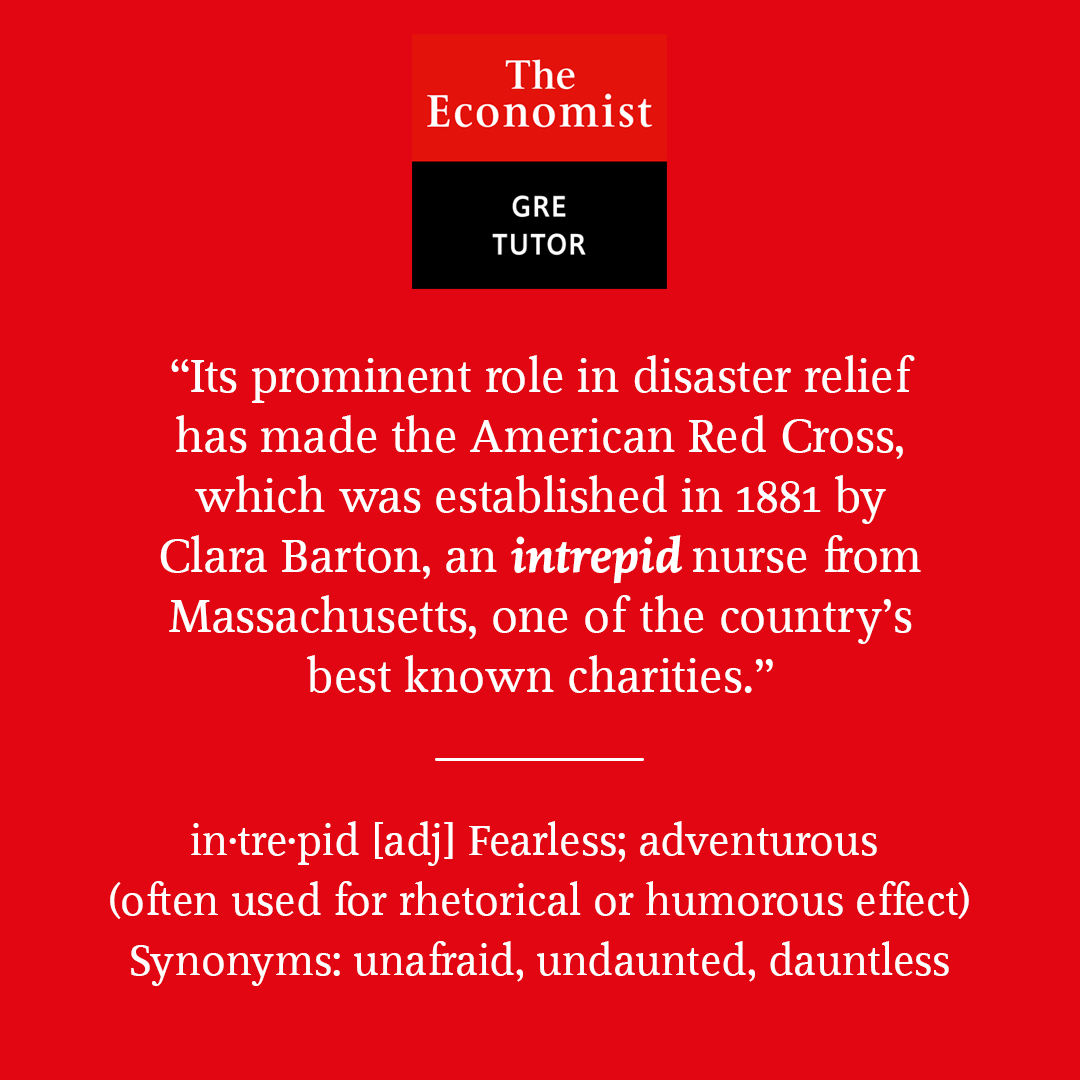 The
Economist
GRE
TUTOR
“Its prominent role in disaster relief
has made the American Red Cross,
which was established in 1881 by
Clara Barton, an intrepid nurse from
Massachusetts, one of the country’s
best known charities.”
in·tre·pid [adj] Fearless; adventurous
(often used for rhetorical or humorous effect)
Synonyms: unafraid, undaunted, dauntless